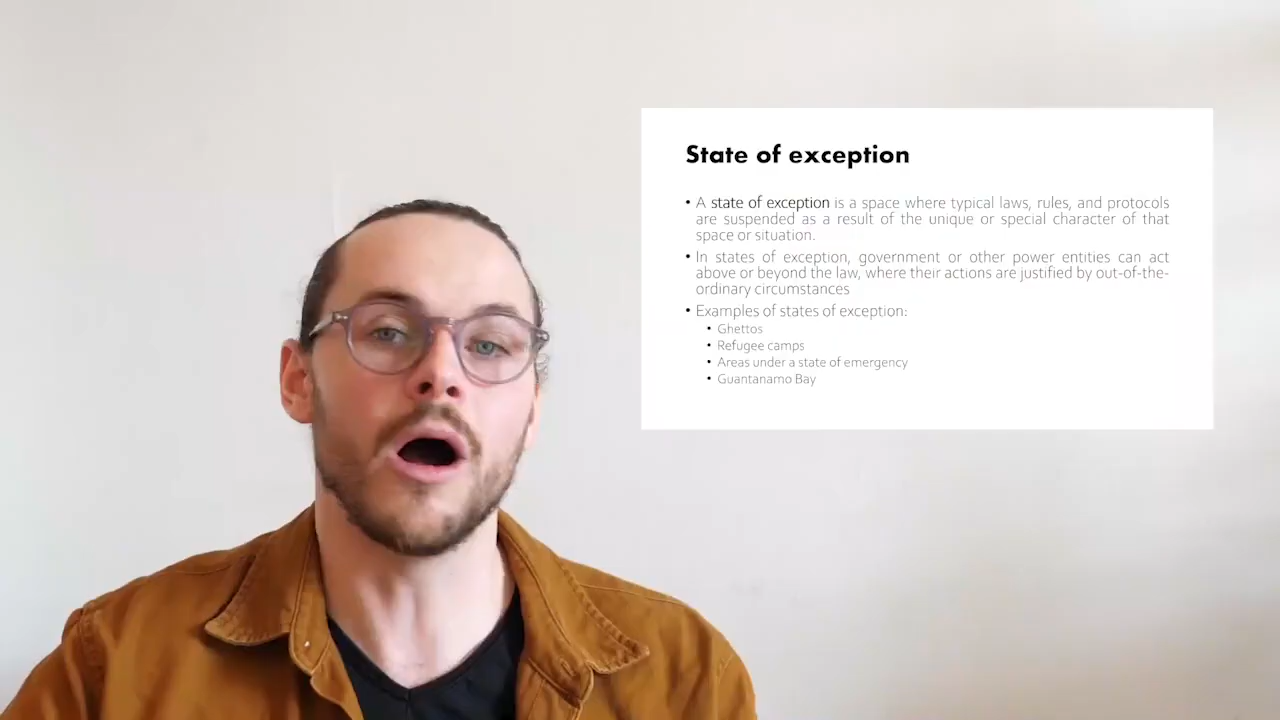 State of exception
• A state of exception is a space where typical laws, rules, and protocols
are suspended as a result of the unique or special character of that
space or situation.
• In states of exception, government or other power entities can act
above or beyond the law, where their actions are justified by out-of-the-
ordinary circumstances
• Examples of states of exception:
• Ghettos
• Refugee camps
• Areas under a state of emergency
• Guantanamo Bay